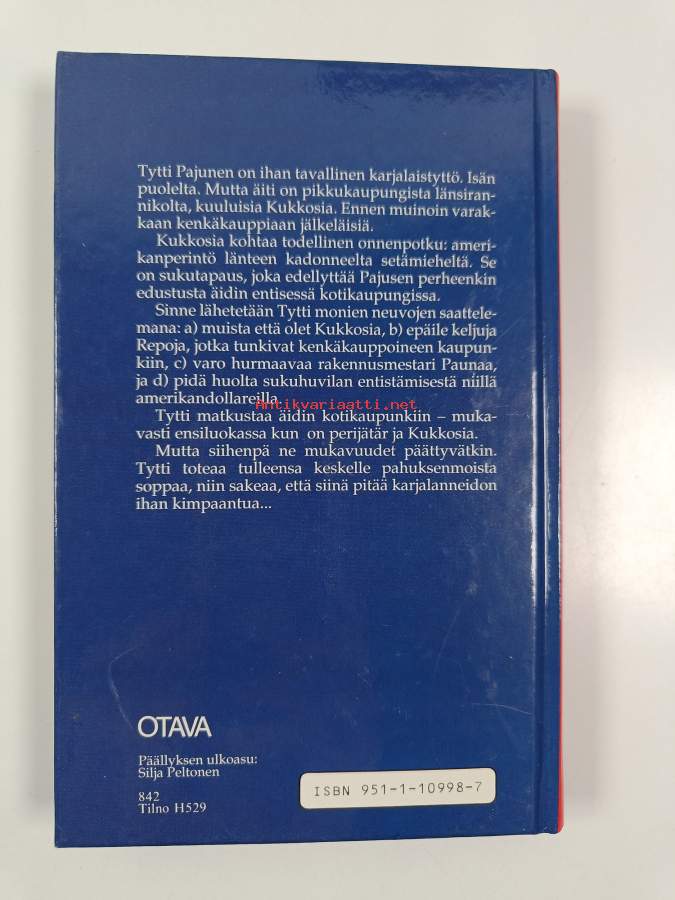 Tytti Pajunen on ihan tavallinen karjalaistyttö. Isän
puolelta. Mutta äiti on pikkukaupungista länsiran-
nikolta, kuuluisia Kukkosia. Ennen muinoin varak-
kaan kenkäkauppiaan jälkeläisiä.
Kukkosia kohtaa todellinen onnenpotku: ameri-
kanperintö länteen kadonneelta setämieheltä. Se
on sukutapaus, joka edellyttää Pajusen perheenkin
edustusta äidin entisessä kotikaupungissa.
Sinne lähetetään Tytti monien neuvojen saattele-
mana: a) muista että olet Kukkosia, b) epäile keljuja
Repoja, jotka tunkivat kenkäkauppoineen kaupun-
kiin, c) varo hurmaavaa rakennusmestari Paunaa,
ja d) pidä huolta sukuhuvilan entistämisestä niillä
amerikandollareilla.
Antikvariaatti.net
Tytti matkustaa äidin kotikaupunkiin – muka-
vasti ensiluokassa kun on perijätär ja Kukkosia.
Mutta siihenpä ne mukavuudet päättyvätkin.
Tytti toteaa tulleensa keskelle pahuksenmoista
soppaa, niin sakeaa, että siinä pitää karjalanneidon
ihan kimpaantua...
OTAVA
Päällyksen ulkoasu:
Silja Peltonen
842
Tilno H529
ISBN 951-1-10998-7